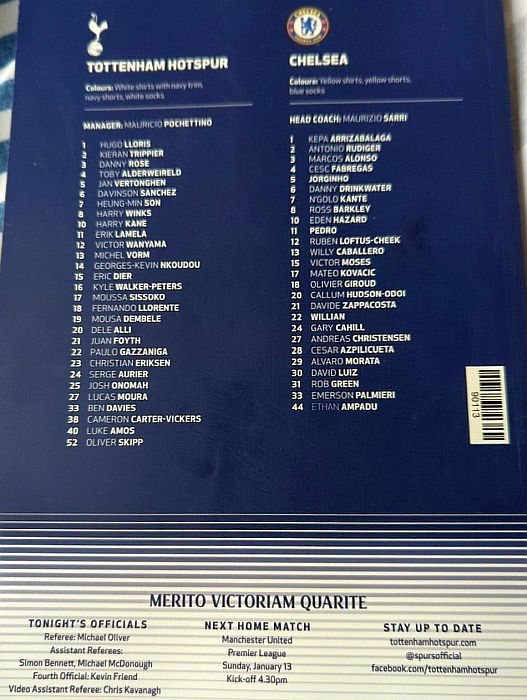 TOTTENHAM HOTSPUR
Colours: White shirts with navy trim,
navy shorts, white socks
MANAGER: MAURICIO POCHETTINO
1 HUGO LLORIS
2 KIERAN TRIPPIER
3 DANNY ROSE
4 TOBY ALDERWEIRELD
5 JAN VERTONGHEN
6 DAVINSON SANCHEZ
7 HEUNG-MIN SON
8 HARRY WINKS
10 HARRY KANE
11 ERIK LAMELA
12 VICTOR WANYAMA
13 MICHEL VORM
14 GEORGES-KEVIN NKOUDOU
15 ERIC DIER
16 KYLE WALKER-PETERS
17 MOUSSA SISSOKO
18 FERNANDO LLORENTE
19 MOUSA DEMBELE
20 DELE ALLI
21 JUAN FOYTH
22 PAULO GAZZANIGA
23 CHRISTIAN ERIKSEN
24 SERGE AURIER
25 JOSH ONOMAH
27 LUCAS MOURA
33 BEN DAVIES
38 CAMERON CARTER-VICKERS
40 LUKE AMOS
52 OLIVER SKIPP
CHELSEA
Colours: Yellow shirts, yellow shorts,
blue socks
HEAD COACH: MAURIZIO SARRI
1 KEPA ARRIZABALAGA
2 ANTONIO RUDIGER
3 MARCOS ALONSO
4 CESC FABREGAS
5 JORGINHO
6 DANNY DRINKWATER
7 N'GOLO KANTE
8 ROSS BARKLEY
10 EDEN HAZARD
11 PEDRO
12 RUBEN LOFTUS-CHEEK
13 WILLY CABALLERO
15 VICTOR MOSES
17 MATEO KOVACIC
18 OLIVIER GIROUD
20 CALLUM HUDSON-ODOI
21 DAVIDE ZAPPACOSTA
22 WILLIAN
24 GARY CAHILL
27 ANDREAS CHRISTENSEN
28 CESAR AZPILICUETA
29 ALVARO MORATA
30 DAVID LUIZ
31 ROB GREEN
33 EMERSON PALMIERI
44 ETHAN AMPADU
90113
MERITO VICTORIAM QUARITE
TONIGHT'S OFFICIALS
Referee: Michael Oliver
Assistant Referees:
Simon Bennett, Michael McDonough
Fourth Official: Kevin Friend
Video Assistant Referee: Chris Kavanagh
NEXT HOME MATCH
Manchester United
Premier League
Sunday, January 13
Kick-off 4.30pm
STAY UP TO DATE
tottenhamhotspur.com
@spursofficial
facebook.com/tottenhamhotspur